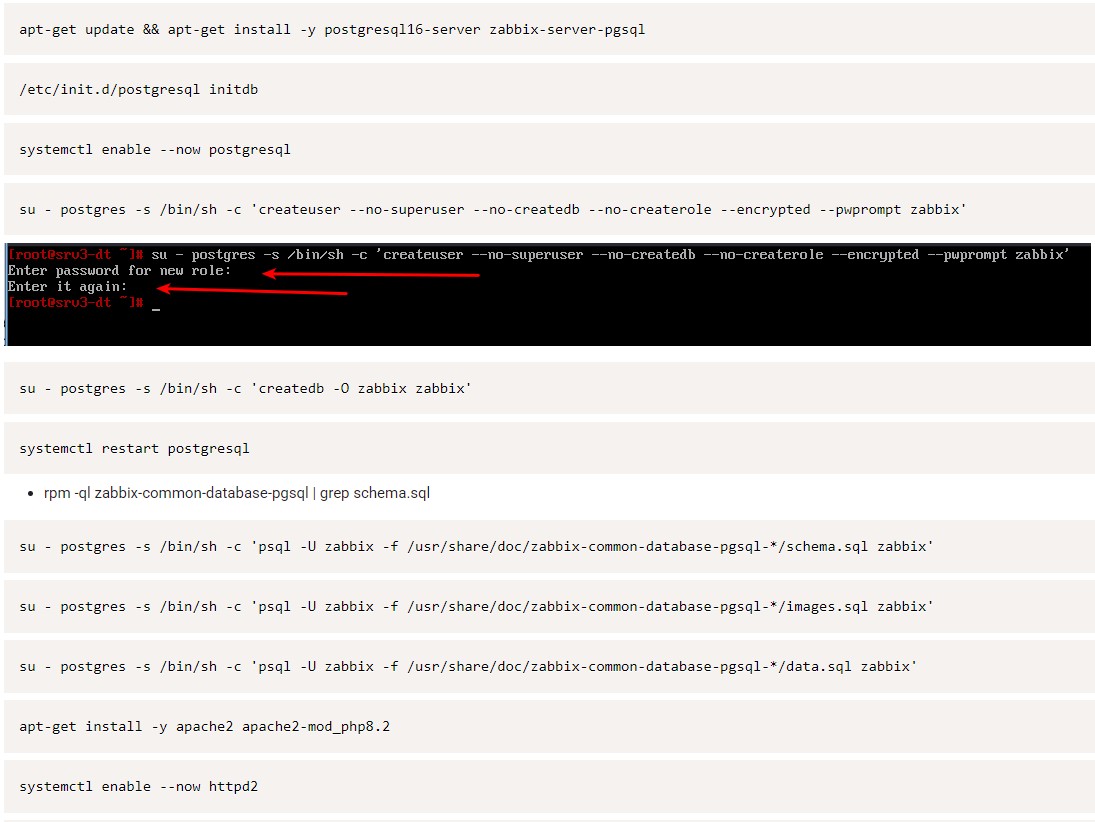 apt-get update && apt-get install -y postgresql16-server zabbix-server-pgsql
/etc/init.d/postgresql initdb
systemctl enable --now postgresql
su - postgres -s /bin/sh -c 'createuser --no-superuser --no-createdb --no-createrole --encrypted --pwprompt zabbix'
[root@srv3-dt ~]# su - postgres -s /bin/sh -c 'createuser --no-superuser --no-createdb --no-createrole --encrypted --pwprompt zabbix'
Enter password for new role:
Enter it again:
[root@srv3-dt ~]# _
su - postgres -s /bin/sh -c 'createdb -O zabbix zabbix'
systemctl restart postgresql
• rpm -ql zabbix-common-database-pgsql | grep schema.sql
su - postgres -s /bin/sh -c 'psql -U zabbix -f /usr/share/doc/zabbix-common-database-pgsql-*/schema.sql zabbix'
su - postgres -s /bin/sh -c 'psql -U zabbix -f /usr/share/doc/zabbix-common-database-pgsql-*/images.sql zabbix'
su - postgres -s /bin/sh -c 'psql -U zabbix -f /usr/share/doc/zabbix-common-database-pgsql-*/data.sql zabbix'
apt-get install -y apache2 apache2-mod_php8.2
systemctl enable --now httpd2